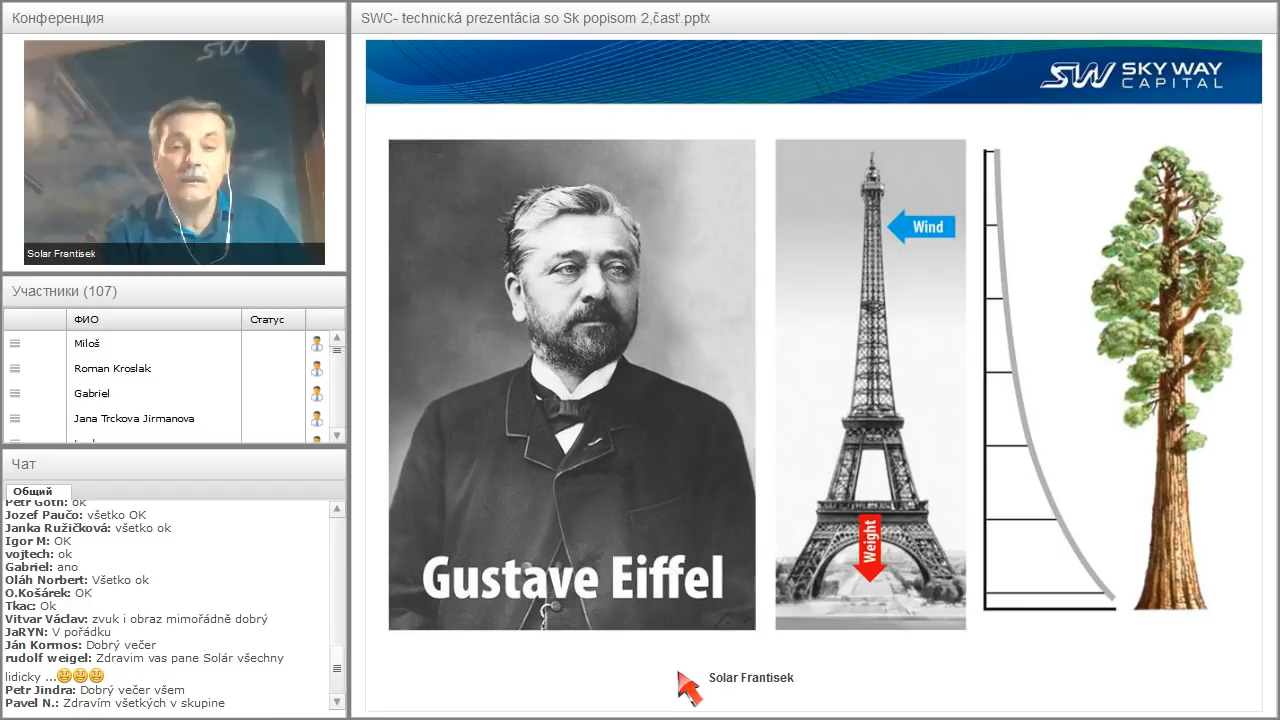 Конференция
Solar Frantisek
Участники (107)
ФИО
Статус
Miloš
Roman Kroslak
Gabriel
Jana Trckova Jirmanova
Чат
Общий
Petr Goth: ok
Jozef Paučo: všetko OK
Janka Ružičková: všetko ok
Igor M: OK
vojtech: ok
Gabriel: ano
Oláh Norbert: Všetko ok
O.Košárek: OK
Tkac: Ok
Vitvar Václav: zvuk i obraz mimořádně dobrý
JaRYN: V pořádku
Ján Kormos: Dobrý večer
rudolf weigel: Zdravim vas pane Solár všechny
lidicky ...
Petr Jindra: Dobrý večer všem
Pavel N.: Zdravím všetkých v skupine
SWC- technická prezentácia so Sk popisom 2,časť.pptx
SW SKY WAY
CAPITAL
Gustave Eiffel
Wind
Weight
Solar Frantisek